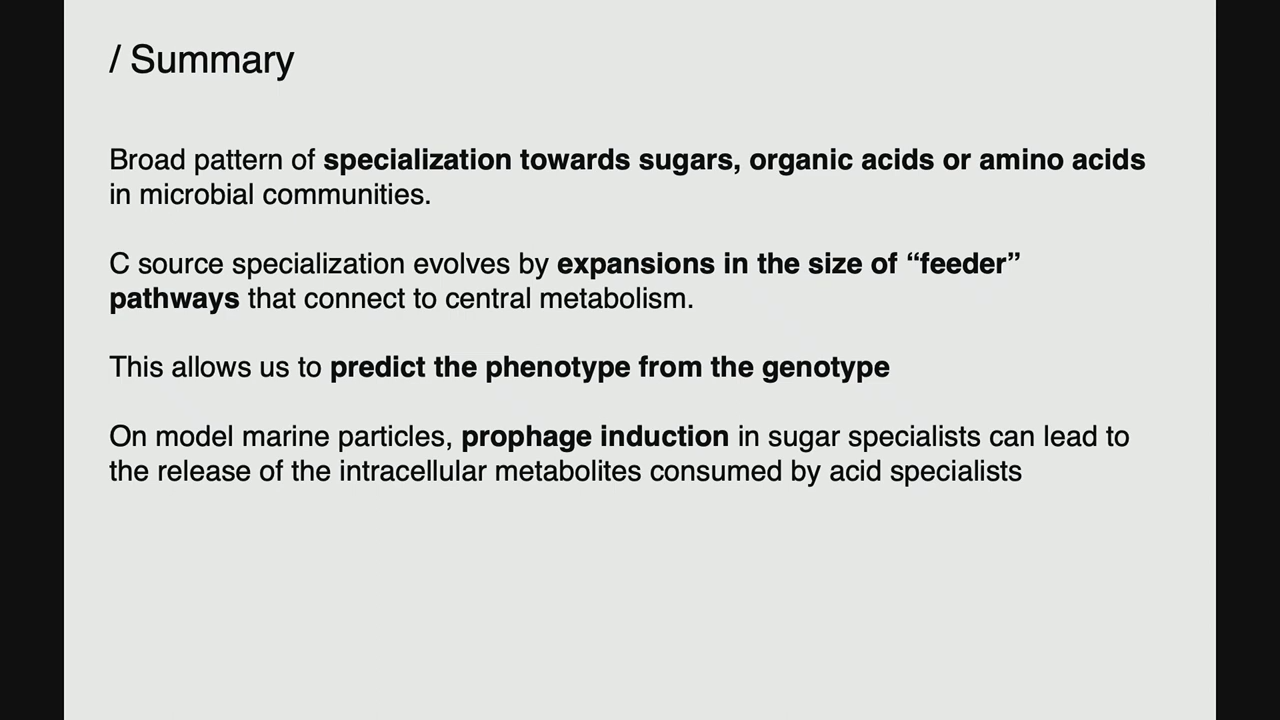 / Summary
Broad pattern of specialization towards sugars, organic acids or amino acids
in microbial communities.
C source specialization evolves by expansions in the size of “feeder”
pathways that connect to central metabolism.
This allows us to predict the phenotype from the genotype
On model marine particles, prophage induction in sugar specialists can lead to
the release of the intracellular metabolites consumed by acid specialists